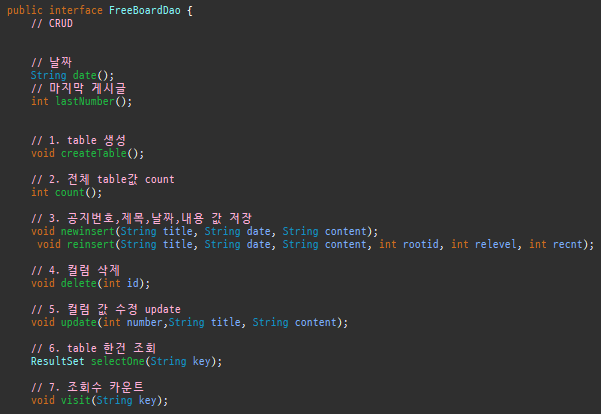 public interface FreeBoardDao {
// CRUD
// 날짜
String date();
// 마지막 게시글
int lastNumber();
// 1. table 생성
void createTable();
// 2. 전체 table값 count
int count();
// 3. 공지번호,제목,날짜,내용 값 저장
void newinsert(String title, String date, String content);
void reinsert(String title, String date, String content, int rootid, int relevel, int recnt);
// 4. 컬럼 삭제
void delete(int id);
// 5. 컬럼 값 수정 update
void update(int number,String title, String content);
// 6. table 한건 조회
ResultSet selectOne(String key);
// 7. 조회수 카운트
void visit(String key);